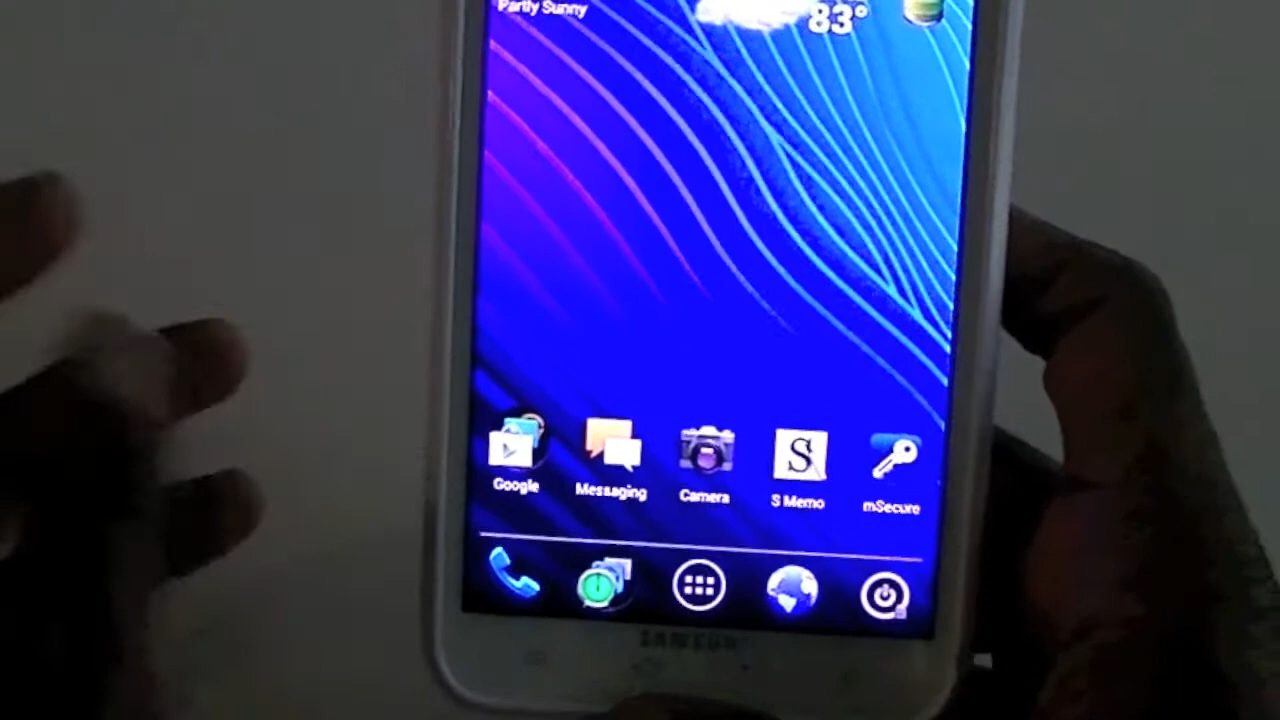 Partly Sunny
83°
Google
Messaging
Camera
S
S Memo
mSecure
SAMSUNG